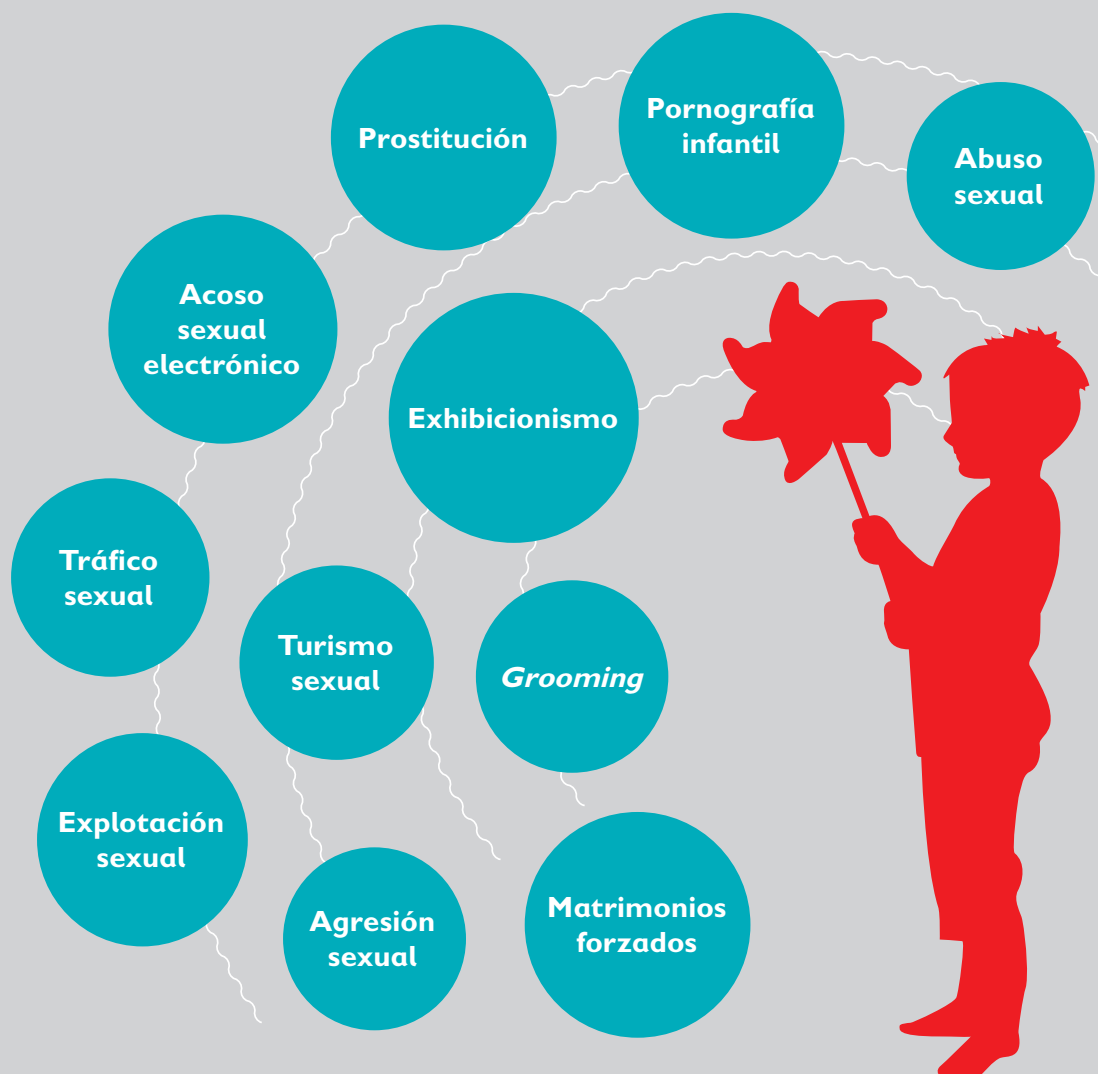 Prostitución
Pornografía
infantil
Abuso
sexual
Acoso
sexual
electrónico
Exhibicionismo
Tráfico
sexual
Turismo
sexual
Grooming
Explotación
sexual
Agresión
sexual
Matrimonios
forzados